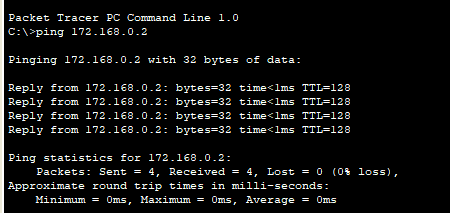 Packet Tracer PC Command Line 1.0
C:\>ping 172.168.0.2
Pinging 172.168.0.2 with 32 bytes of data:
Reply from 172.168.0.2: bytes=32 time<1ms TTL=128
Reply from 172.168.0.2: bytes=32 time<1ms TTL=128
Reply from 172.168.0.2: bytes=32 time<1ms TTL=128
Reply from 172.168.0.2: bytes=32 time<1ms TTL=128
Ping statistics for 172.168.0.2:
    Packets: Sent = 4, Received = 4, Lost = 0 (0% loss),
Approximate round trip times in milli-seconds:
    Minimum = 0ms, Maximum = 0ms, Average = 0ms